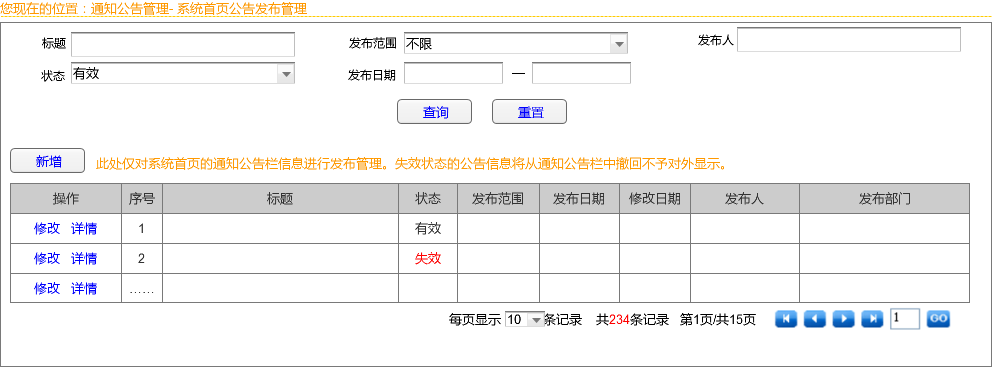 您现在的位置：通知公告管理- 系统首页公告发布管理
标题 发布范围 不限 发布人
状态 有效 发布日期 —
查询 重置
新增 此处仅对系统首页的通知公告栏信息进行发布管理。失效状态的公告信息将从通知公告栏中撤回不予对外显示。
操作 序号 标题 状态 发布范围 发布日期 修改日期 发布人 发布部门
修改 详情 1 有效
修改 详情 2 失效
修改 详情 ……
每页显示 10 条记录 共234条记录 第1页/共15页 1 GO